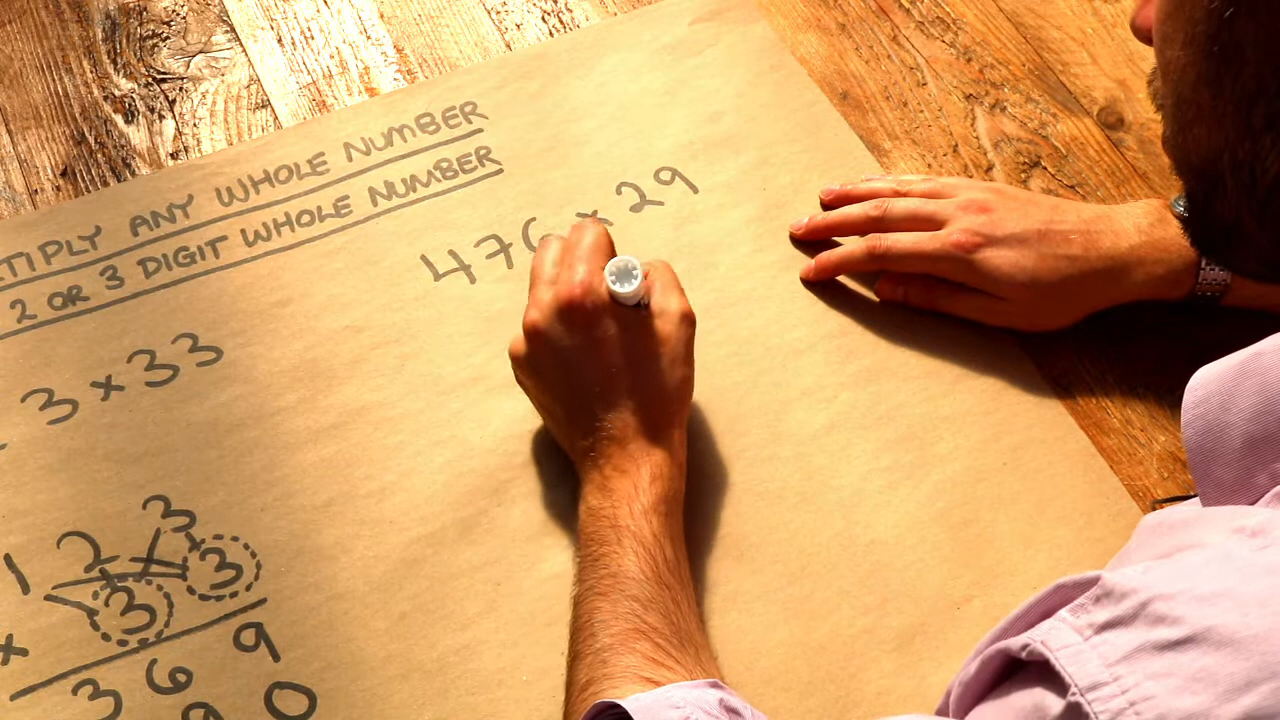 TIPLY ANY WHOLE NUMBER
2 OR 3 DIGIT WHOLE NUMBER
476 × 29
3 × 33
1 2 3
× 3 3
3 6 9
9 0